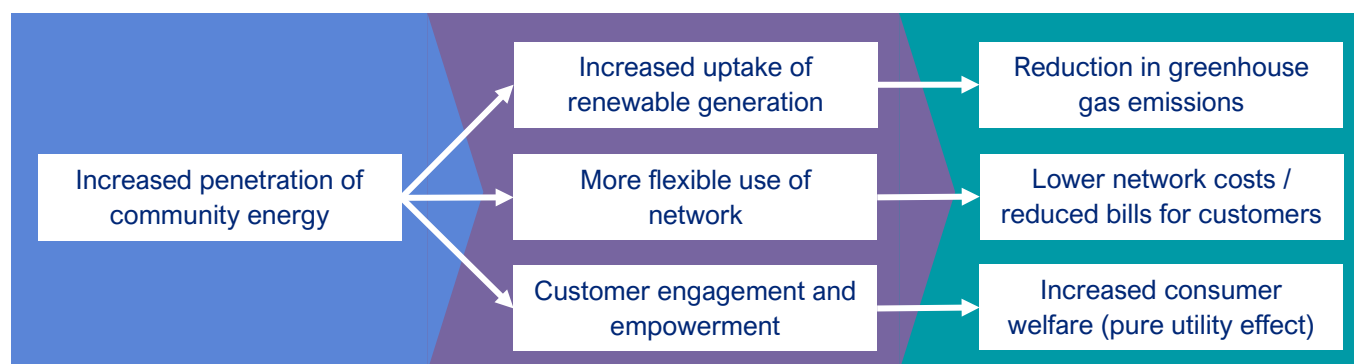 Increased penetration of
community energy
Increased uptake of
renewable generation
More flexible use of
network
Customer engagement and
empowerment
Reduction in greenhouse
gas emissions
Lower network costs /
reduced bills for customers
Increased consumer
welfare (pure utility effect)